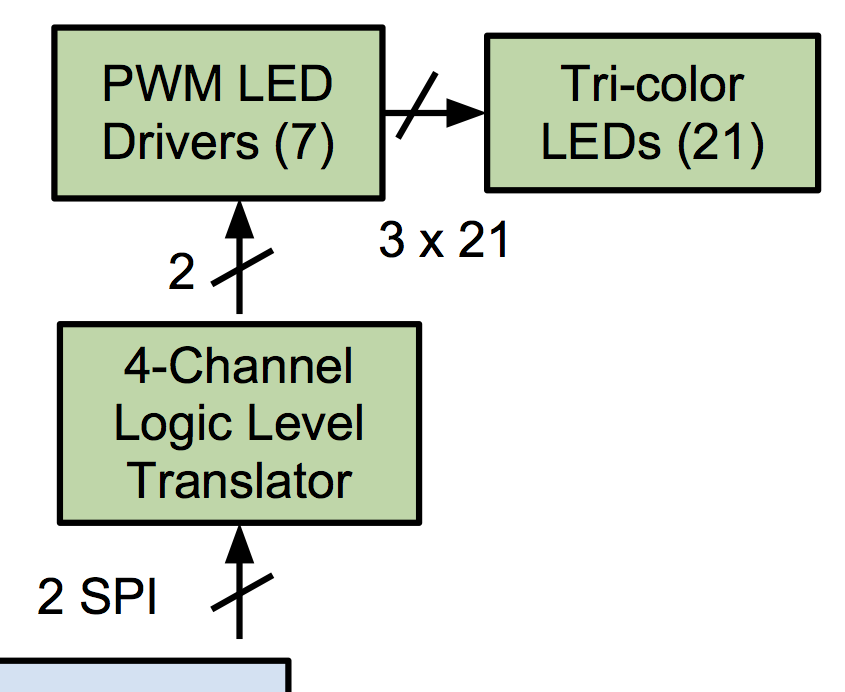 PWM LED
Drivers (7)
Tri-color
LEDs (21)
3 x 21
2
4-Channel
Logic Level
Translator
2 SPI